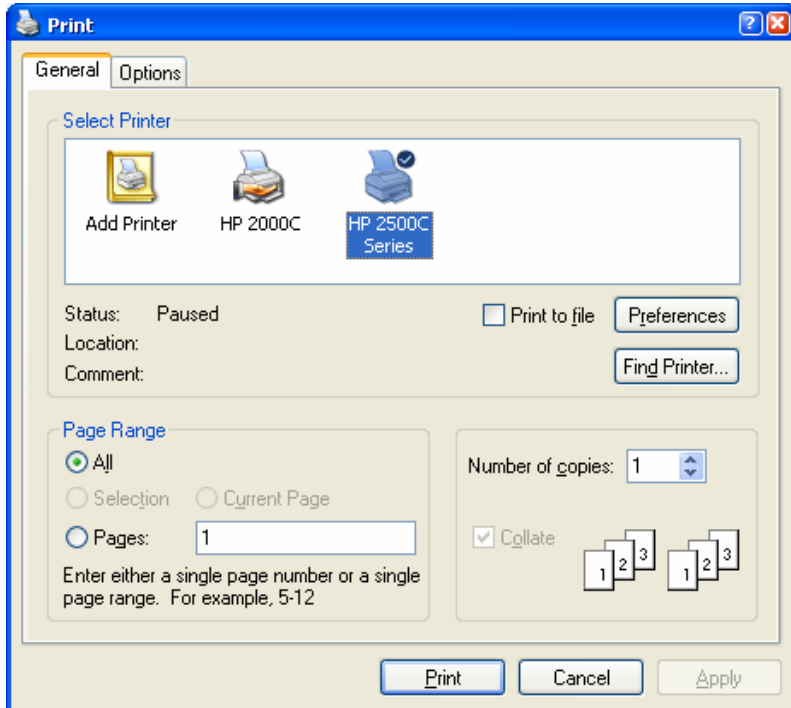 Print
General Options
Select Printer
Add Printer HP 2000C HP 2500C
Series
Status: Paused Print to file Preferences
Location:
Comment: Find Printer...
Page Range
All Number of copies: 1
Selection Current Page
Pages: 1 Collate 1 2 3 1 2 3
Enter either a single page number or a single
page range. For example, 5-12
Print Cancel Apply